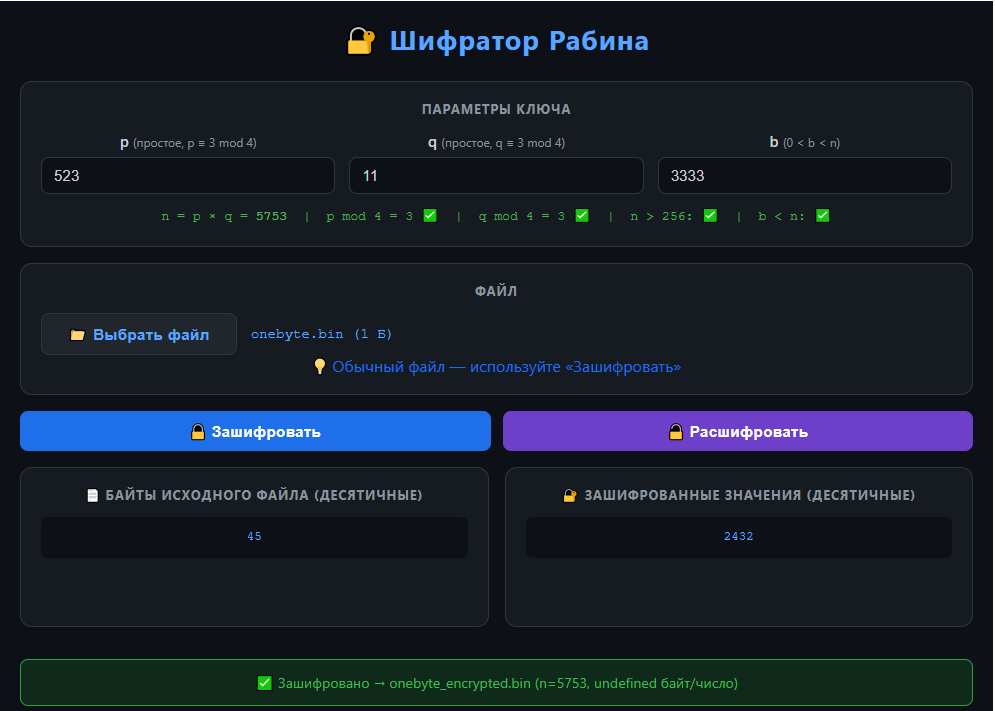 Шифратор Рабина
ПАРАМЕТРЫ КЛЮЧА
p (простое, p ≡ 3 mod 4)
q (простое, q ≡ 3 mod 4)
b (0 < b < n)
523
11
3333
n = p × q = 5753 | p mod 4 = 3 ✅ | q mod 4 = 3 ✅ | n > 256: ✅ | b < n: ✅
ФАЙЛ
Выбрать файл
onebyte.bin (1 Б)
Обычный файл — используйте «Зашифровать»
Зашифровать
Расшифровать
БАЙТЫ ИСХОДНОГО ФАЙЛА (ДЕСЯТИЧНЫЕ)
45
ЗАШИФРОВАННЫЕ ЗНАЧЕНИЯ (ДЕСЯТИЧНЫЕ)
2432
✅ Зашифровано → onebyte_encrypted.bin (n=5753, undefined байт/число)